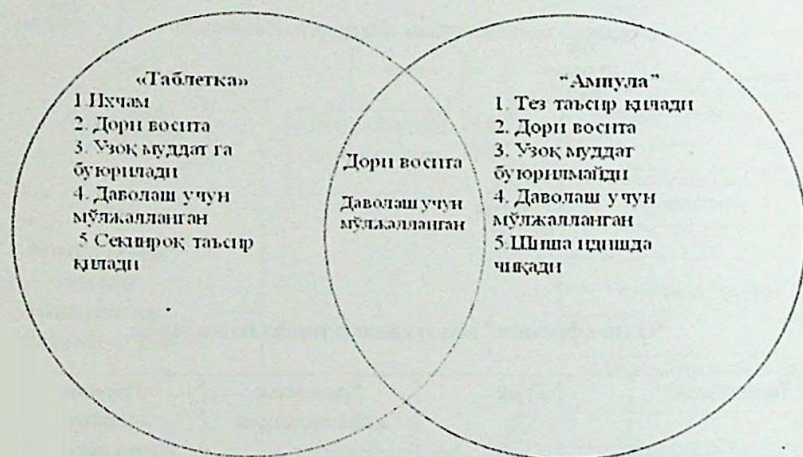 «Таблетка»
1.Ихчам
2. Дори восита
3. Узоқ муддат га
буюрилади
4. Даволаш учун
мўлжалланган
5 Секинроқ таъсир
қилади
Дори восита
Даволаш учун
мўлжалланган
“Ампула”
1. Тез таъсир қилади
2. Дори восита
3. Узоқ муддат
буюрилмайди
4. Даволаш учун
мўлжалланган
5.Шиша идишда
чиқади